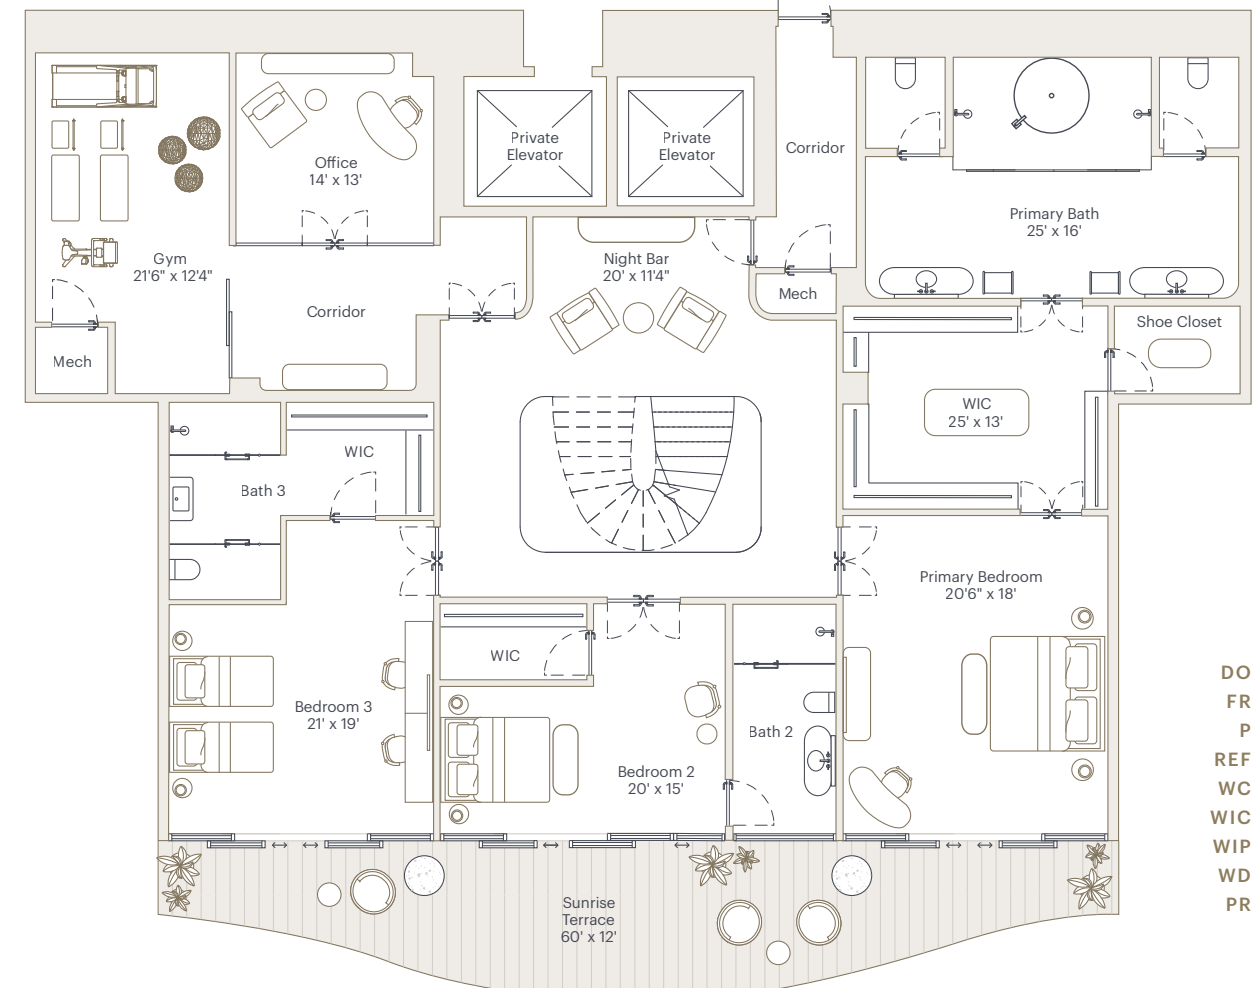 Private
Elevator
Private
Elevator
Corridor
Office
14' x 13'
Primary Bath
25' x 16'
Gym
21'6" x 12'4"
Night Bar
20' x 11'4"
Corridor
Mech
Shoe Closet
Mech
WIC
25' x 13'
WIC
Bath 3
Primary Bedroom
20'6" x 18'
WIC
Bedroom 3
21' x 19'
Bath 2
Bedroom 2
20' x 15'
Sunrise
Terrace
60' x 12'
DO
FR
P
REF
WC
WIC
WIP
WD
PR